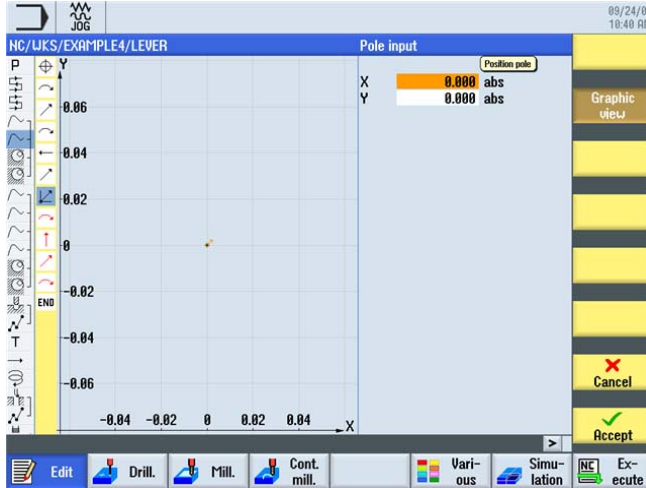 JOG
09/24/0
10:40 A
NC/WKS/EXAMPLE4/LEVER
Pole input
P
Y
Position pole
X 0.000 abs
Y 0.000 abs
Graphic
view
0.06
0.04
0.02
0
-0.02
-0.04
-0.06
END
T
-0.04 -0.02 0 0.02 0.04
X
Cancel
Accept
>
Edit
Drill.
Mill.
Cont.
mill.
Vari-
ous
Simu-
lation
NC
Ex-
ecute